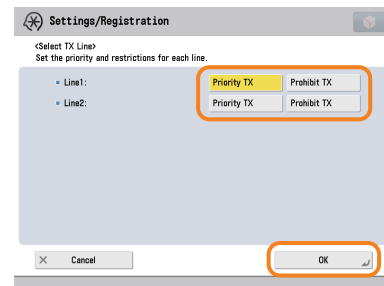 Settings/Registration
<Select TX Line>
Set the priority and restrictions for each line.
Line1: Priority TX Prohibit TX
Line2: Priority TX Prohibit TX
Cancel OK